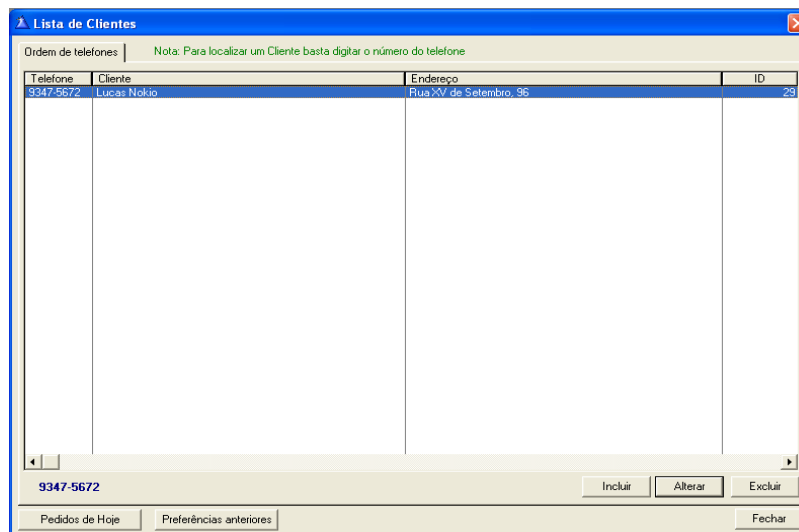 Lista de Clientes
Ordem de telefones Nota: Para localizar um Cliente basta digitar o número do telefone
Telefone Cliente Endereço ID
9347-5672 Lucas Nokio Rua XV de Setembro, 96 29
9347-5672 Incluir Alterar Excluir
Pedidos de Hoje Preferências anteriores Fechar